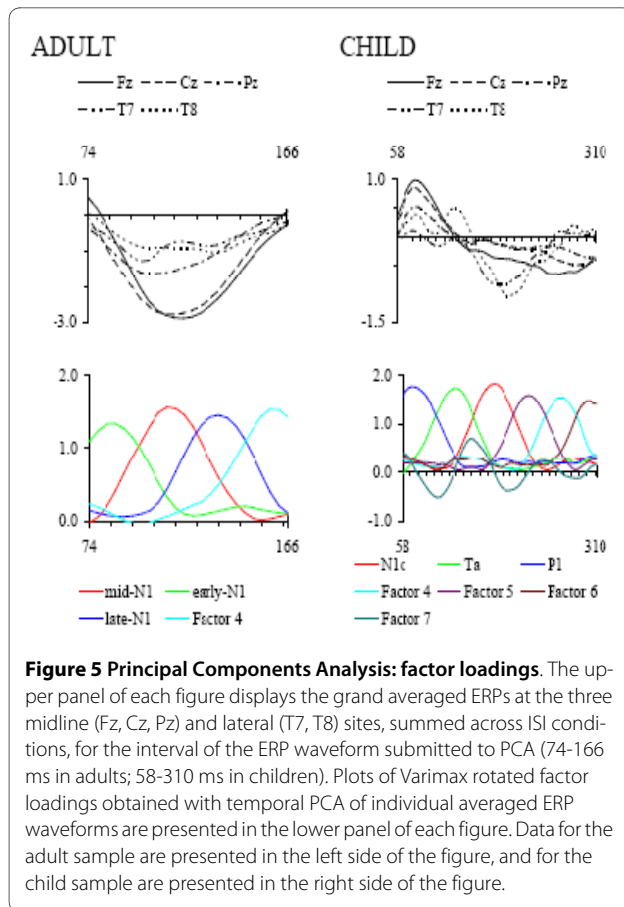 ADULT
CHILD
Fz Cz Pz
T7 T8
Fz Cz Pz
T7 T8
74 166
58 310
1.0
-3.0
1.0
-1.5
2.0
1.0
0.0
74 166
2.0
1.0
0.0
-1.0
58 310
mid-N1 early-N1
late-N1 Factor 4
N1c Ta P1
Factor 4 Factor 5 Factor 6
Factor 7
Figure 5 Principal Components Analysis: factor loadings. The up-
per panel of each figure displays the grand averaged ERPs at the three
midline (Fz, Cz, Pz) and lateral (T7, T8) sites, summed across ISI condi-
tions, for the interval of the ERP waveform submitted to PCA (74-166
ms in adults; 58-310 ms in children). Plots of Varimax rotated factor
loadings obtained with temporal PCA of individual averaged ERP
waveforms are presented in the lower panel of each figure. Data for the
adult sample are presented in the left side of the figure, and for the
child sample are presented in the right side of the figure.